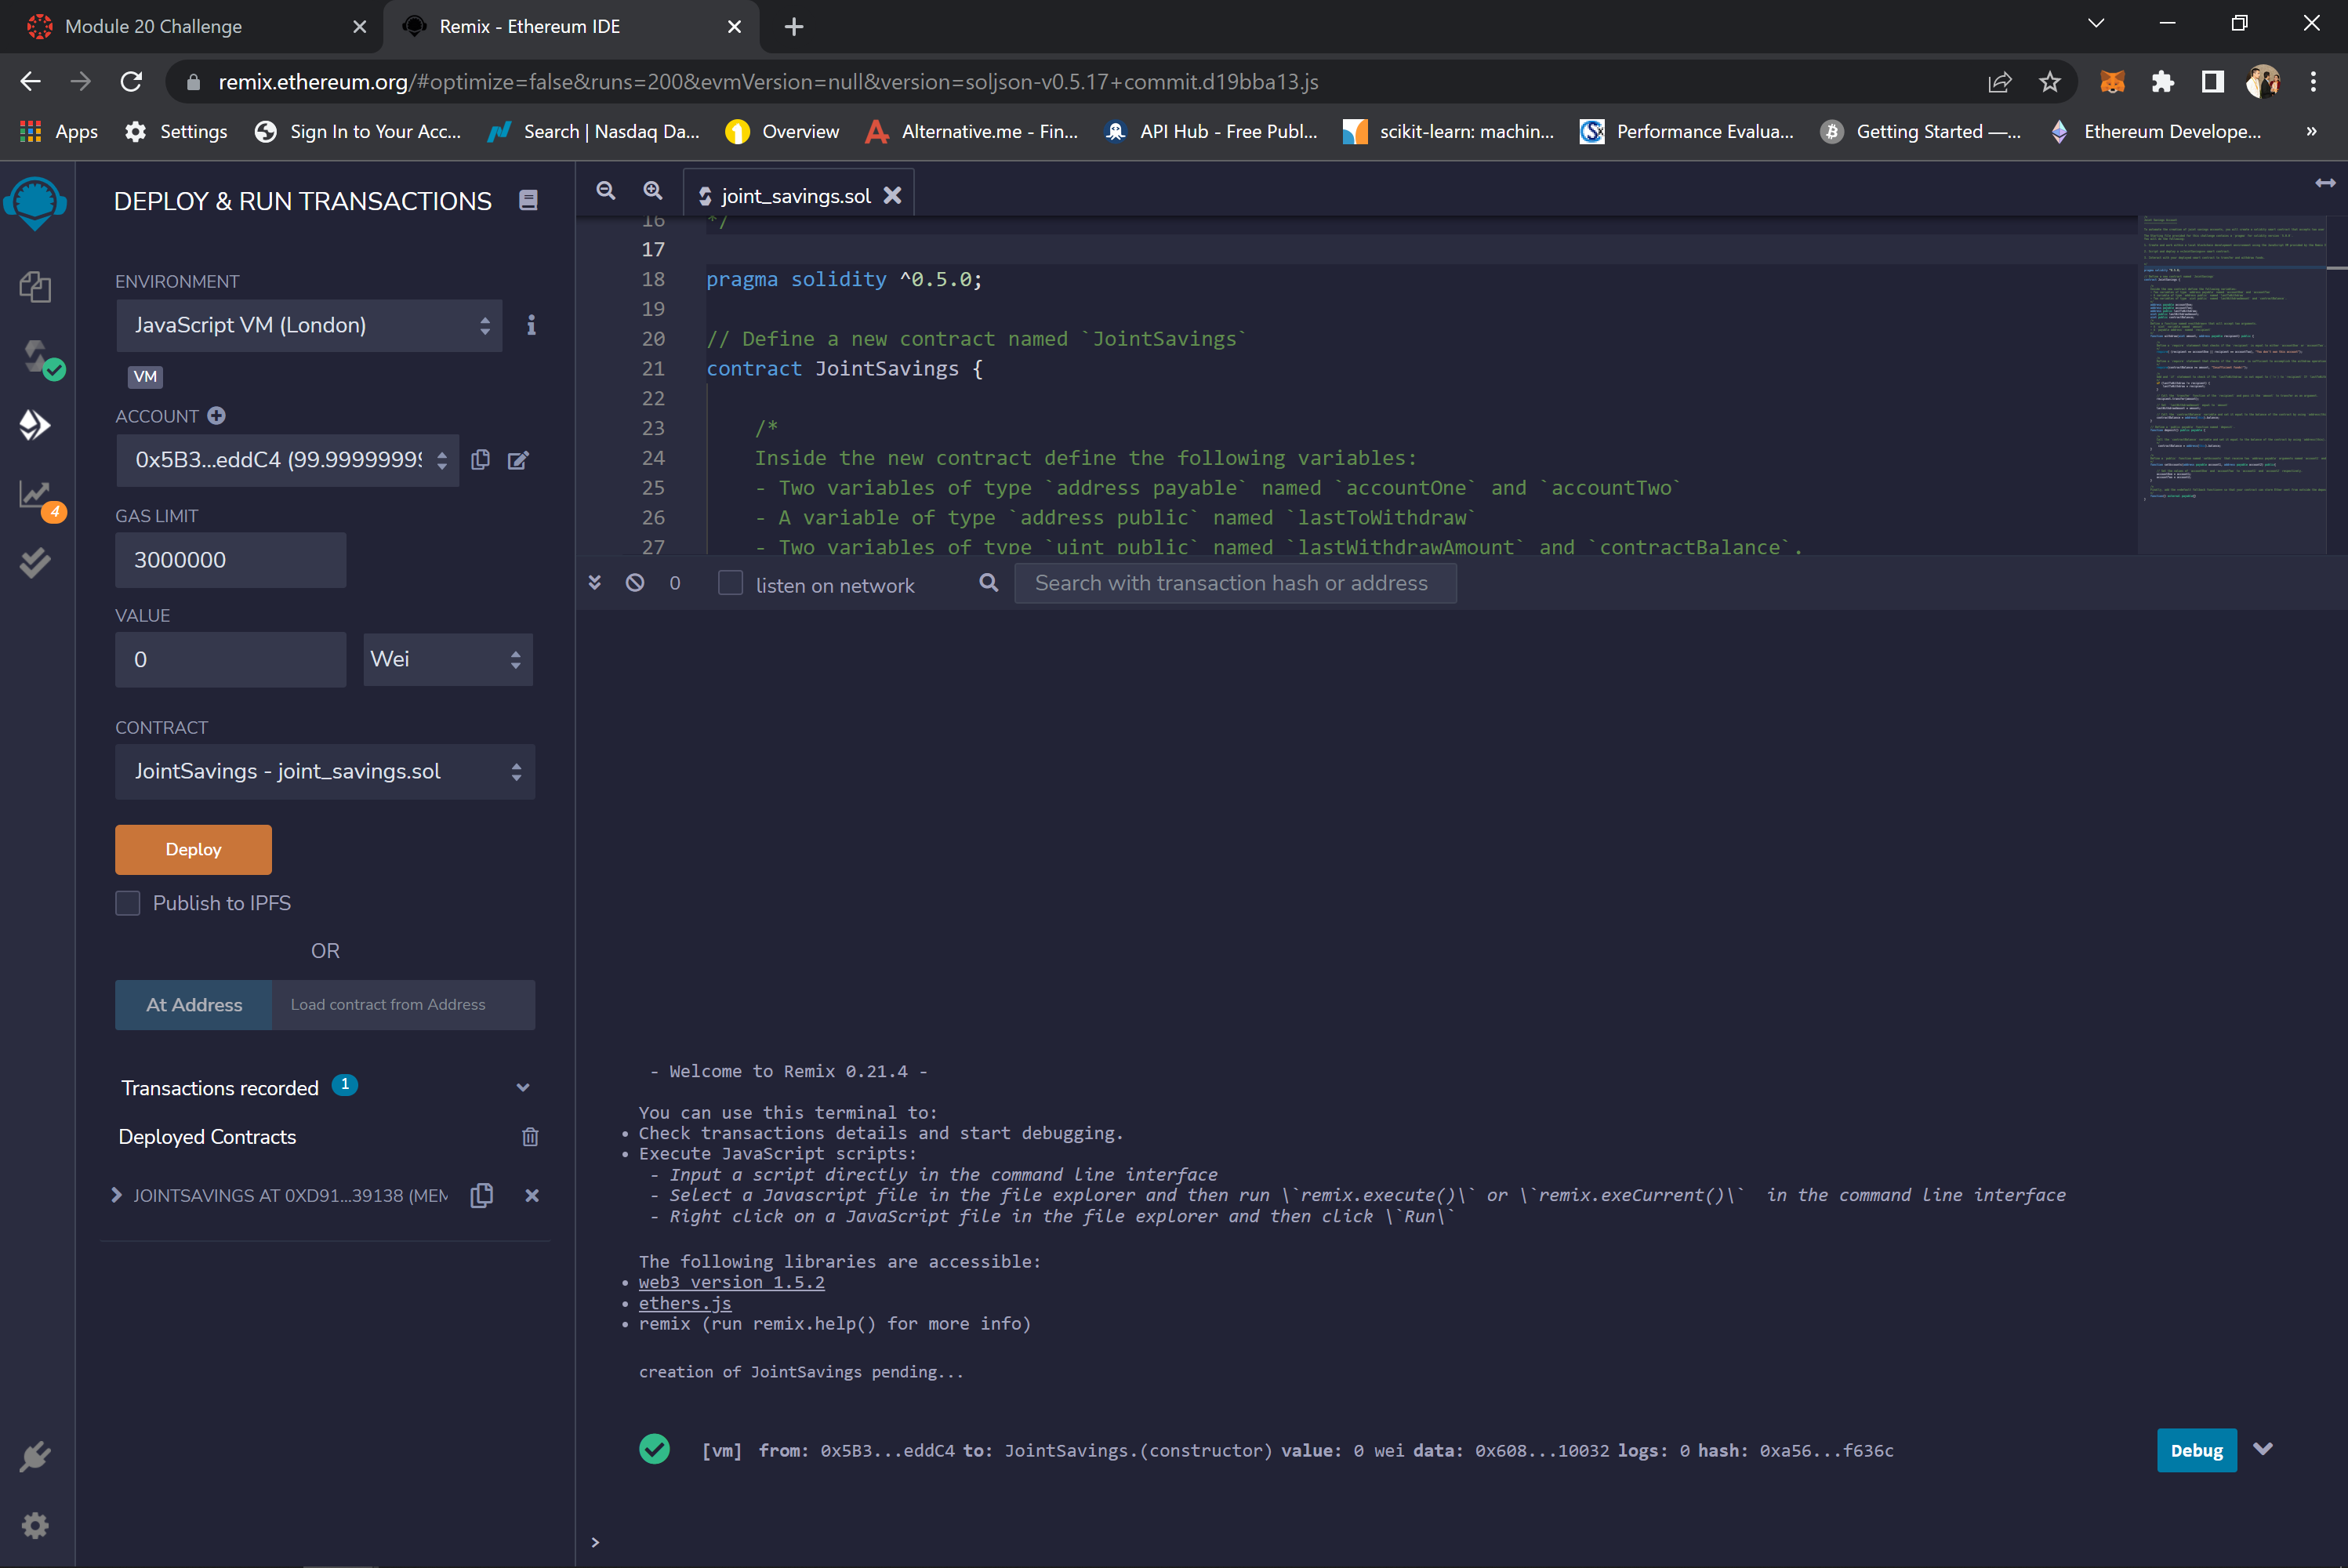 Module 20 Challenge
Remix - Ethereum IDE
remix.ethereum.org/#optimize=false&runs=200&evmVersion=null&version=soljson-v0.5.17+commit.d19bba13.js
Apps
Settings
Sign In to Your Acc...
Search | Nasdaq Da...
Overview
Alternative.me - Fin...
API Hub - Free Publ...
scikit-learn: machin...
Performance Evalua...
Getting Started —...
Ethereum Develope...
»
DEPLOY & RUN TRANSACTIONS
ENVIRONMENT
JavaScript VM (London)
VM
ACCOUNT
0x5B3...eddC4 (99.9999999
GAS LIMIT
3000000
VALUE
0
Wei
CONTRACT
JointSavings - joint_savings.sol
Deploy
Publish to IPFS
OR
At Address
Load contract from Address
Transactions recorded 1
Deployed Contracts
JOINTSAVINGS AT 0XD91...39138 (MEM
4
joint_savings.sol
16 */
17
18 pragma solidity ^0.5.0;
19
20 // Define a new contract named `JointSavings`
21 contract JointSavings {
22
23 /*
24 Inside the new contract define the following variables:
25 - Two variables of type `address payable` named `accountOne` and `accountTwo`
26 - A variable of type `address public` named `lastToWithdraw`
27 - Two variables of type `uint public` named `lastWithdrawAmount` and `contractBalance`.
0
listen on network
Search with transaction hash or address
- Welcome to Remix 0.21.4 -
You can use this terminal to:
• Check transactions details and start debugging.
• Execute JavaScript scripts:
- Input a script directly in the command line interface
- Select a Javascript file in the file explorer and then run \`remix.execute()\` or \`remix.exeCurrent()\` in the command line interface
- Right click on a JavaScript file in the file explorer and then click \`Run\`
The following libraries are accessible:
• web3 version 1.5.2
• ethers.js
• remix (run remix.help() for more info)
creation of JointSavings pending...
[vm] from: 0x5B3...eddC4 to: JointSavings.(constructor) value: 0 wei data: 0x608...10032 logs: 0 hash: 0xa56...f636c
Debug
>